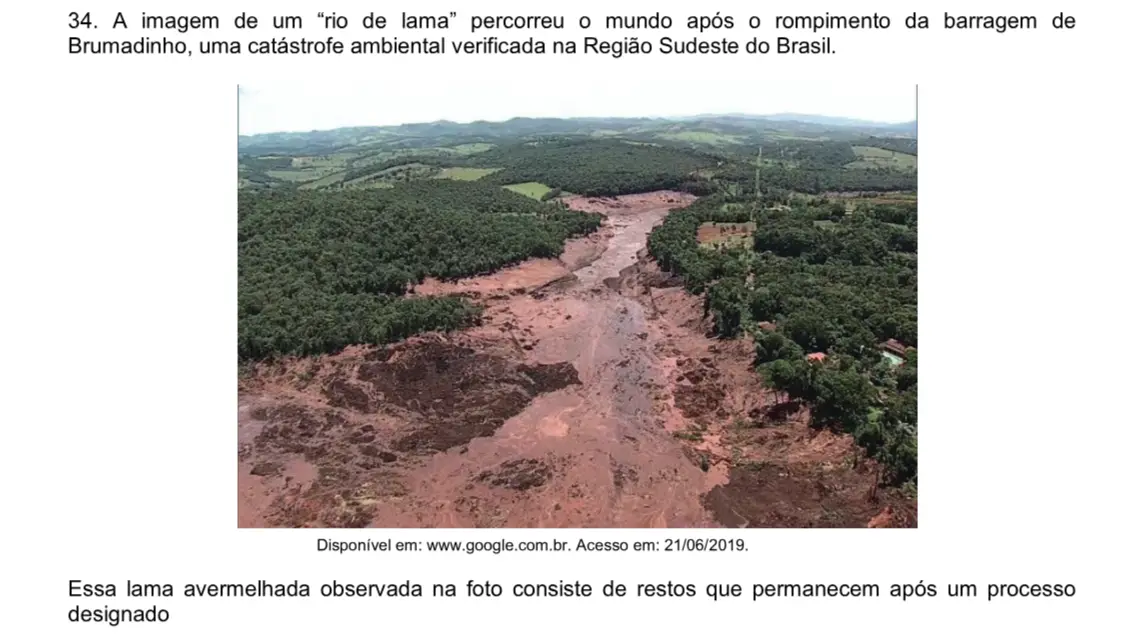 34. A imagem de um “rio de lama” percorreu o mundo após o rompimento da barragem de
Brumadinho, uma catástrofe ambiental verificada na Região Sudeste do Brasil.
Disponível em: www.google.com.br. Acesso em: 21/06/2019.
Essa lama avermelhada observada na foto consiste de restos que permanecem após um processo
designado